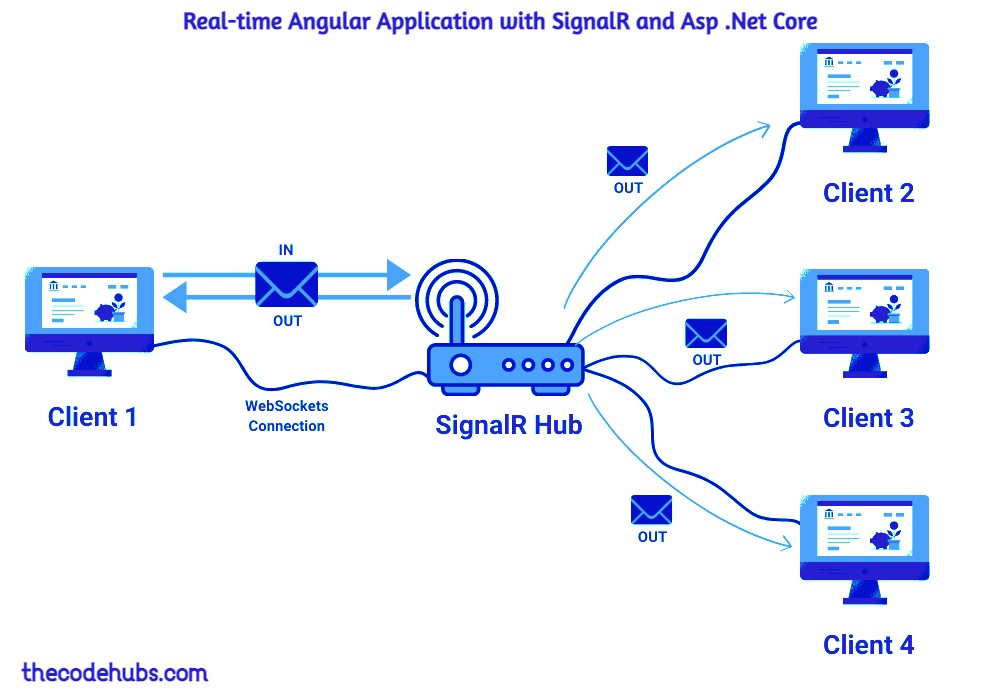 Real-time Angular Application with SignalR and Asp .Net Core
OUT
Client 2
IN
OUT
Client 1
WebSockets
Connection
SignalR Hub
OUT
Client 3
OUT
Client 4
thecodehubs.com